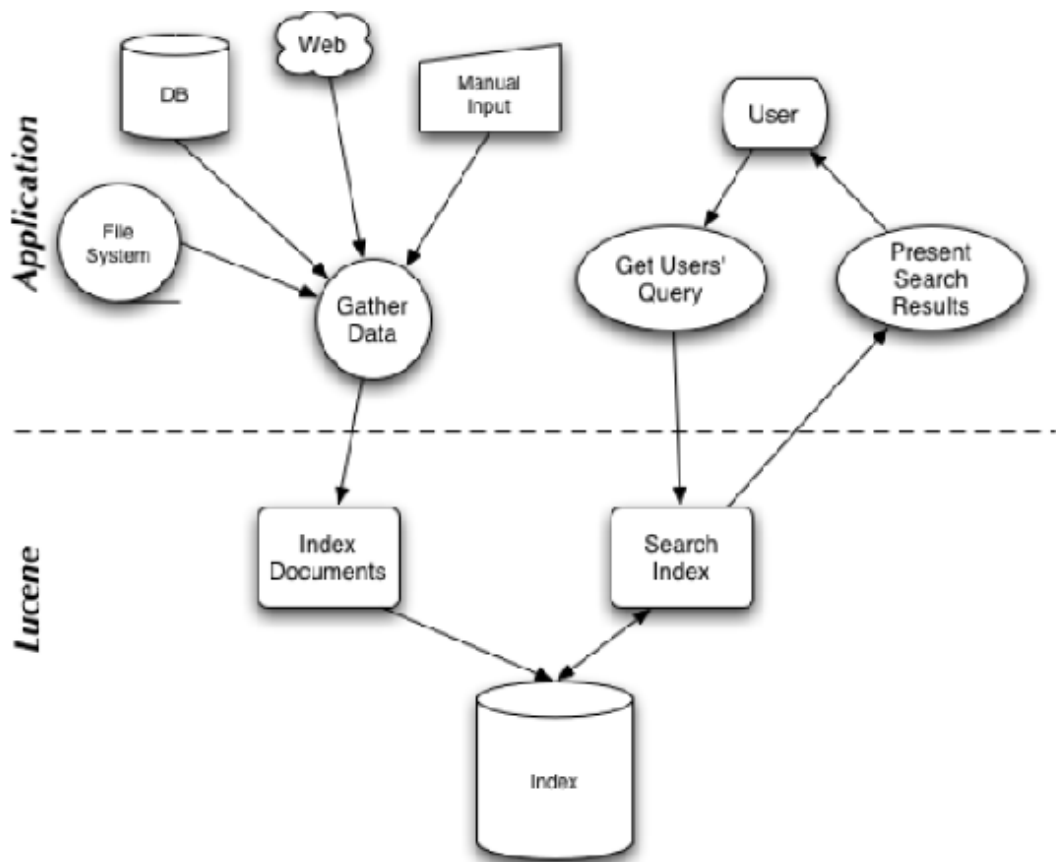 Application
DB
Web
Manual
Input
File
System
Gather
Data
User
Get Users'
Query
Present
Search
Results
Lucene
Index
Documents
Search
Index
Index